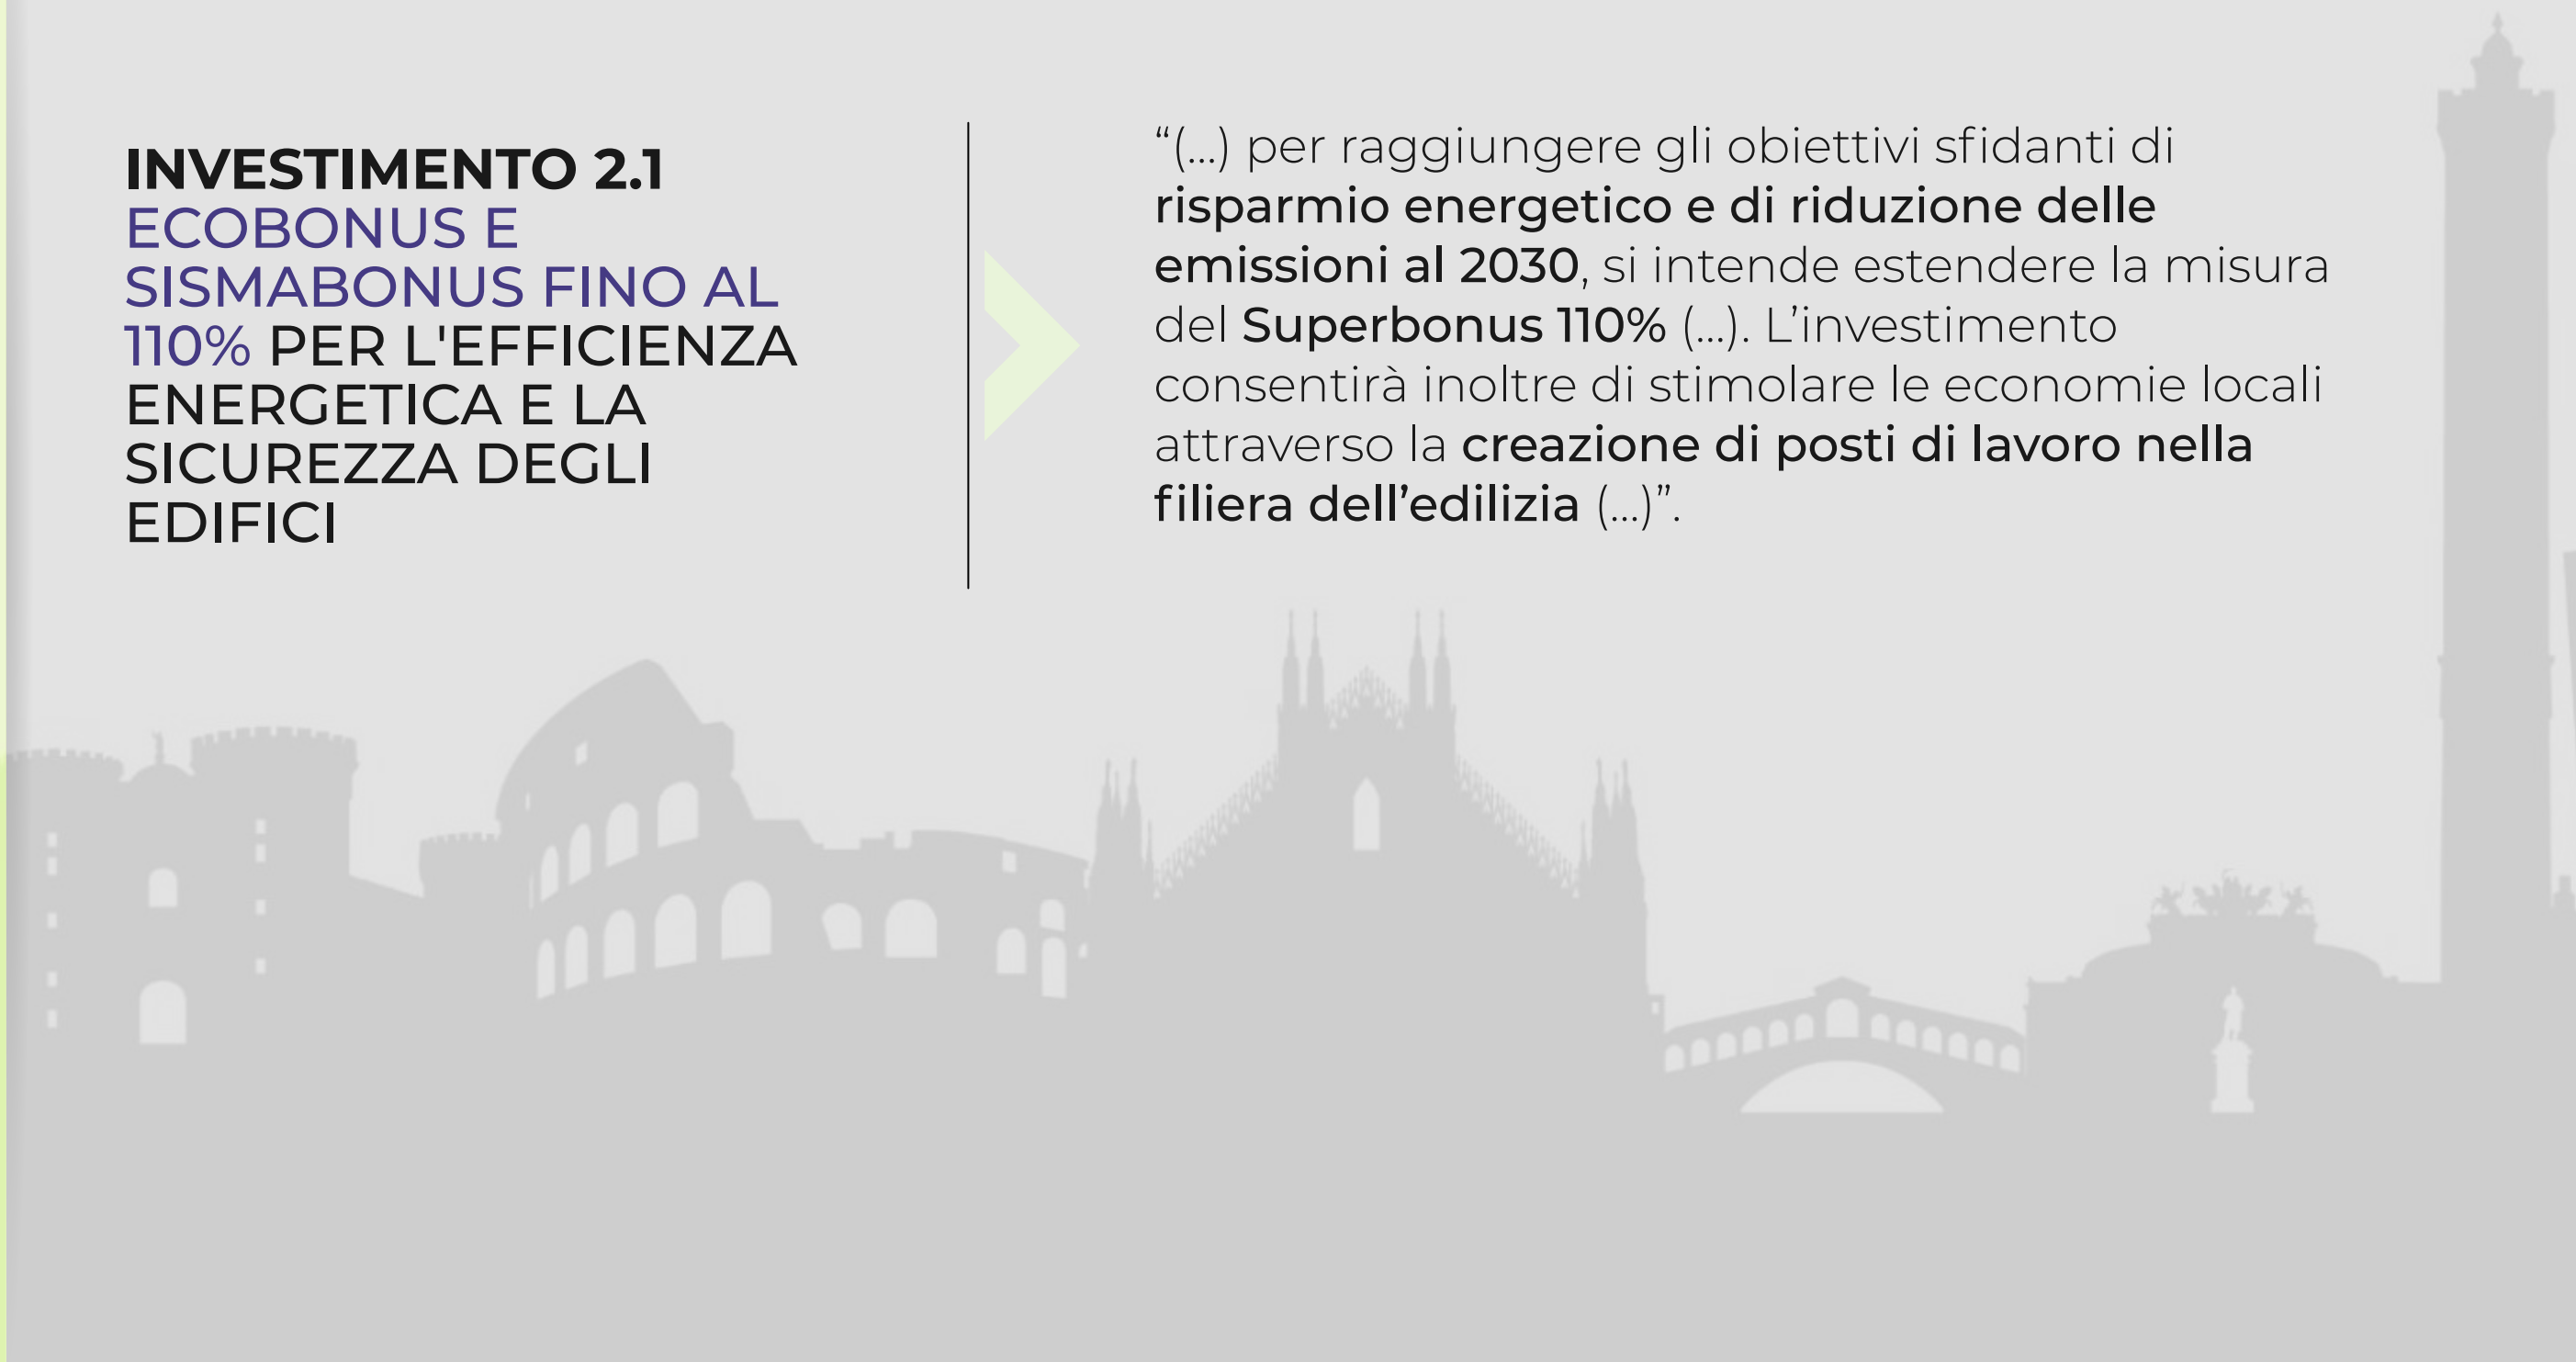 INVESTIMENTO 2.1
ECOBONUS E
SISMABONUS FINO AL
110% PER L'EFFICIENZA
ENERGETICA E LA
SICUREZZA DEGLI
EDIFICI
“(...) per raggiungere gli obiettivi sfidanti di
risparmio energetico e di riduzione delle
emissioni al 2030, si intende estendere la misura
del Superbonus 110% (...). L’investimento
consentirà inoltre di stimolare le economie locali
attraverso la creazione di posti di lavoro nella
filiera dell’edilizia (...)”.